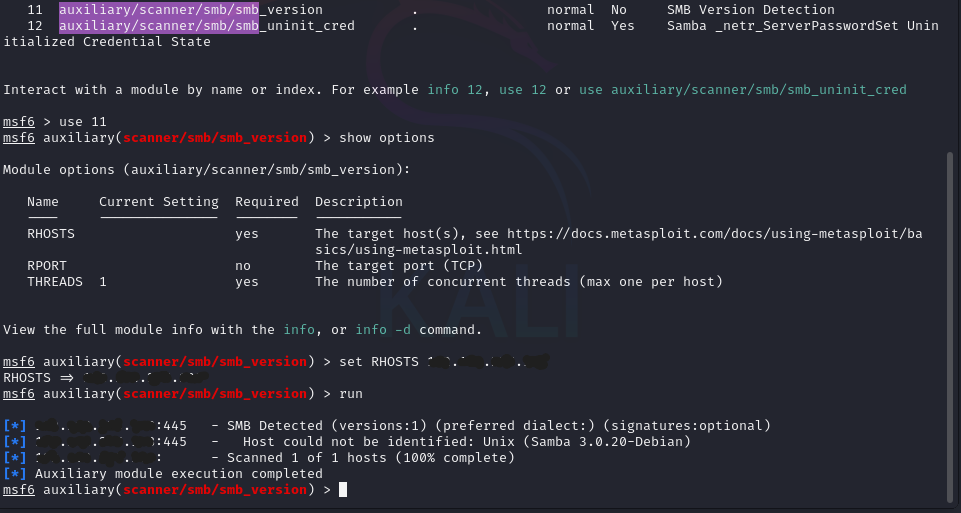 11 auxiliary/scanner/smb/smb_version . normal No SMB Version Detection
12 auxiliary/scanner/smb/smb_uninit_cred . normal Yes Samba _netr_ServerPasswordSet Unin
itialized Credential State
Interact with a module by name or index. For example info 12, use 12 or use auxiliary/scanner/smb/smb_uninit_cred
msf6 > use 11
msf6 auxiliary(scanner/smb/smb_version) > show options
Module options (auxiliary/scanner/smb/smb_version):
Name Current Setting Required Description
---- --------------- -------- -----------
RHOSTS yes The target host(s), see https://docs.metasploit.com/docs/using-metasploit/ba
sics/using-metasploit.html
RPORT no The target port (TCP)
THREADS 1 yes The number of concurrent threads (max one per host)
KALI
View the full module info with the info, or info -d command.
msf6 auxiliary(scanner/smb/smb_version) > set RHOSTS
RHOSTS =>
msf6 auxiliary(scanner/smb/smb_version) > run
[*] :445 - SMB Detected (versions:1) (preferred dialect:) (signatures:optional)
[*] :445 - Host could not be identified: Unix (Samba 3.0.20-Debian)
[*] : - Scanned 1 of 1 hosts (100% complete)
[*] Auxiliary module execution completed
msf6 auxiliary(scanner/smb/smb_version) >